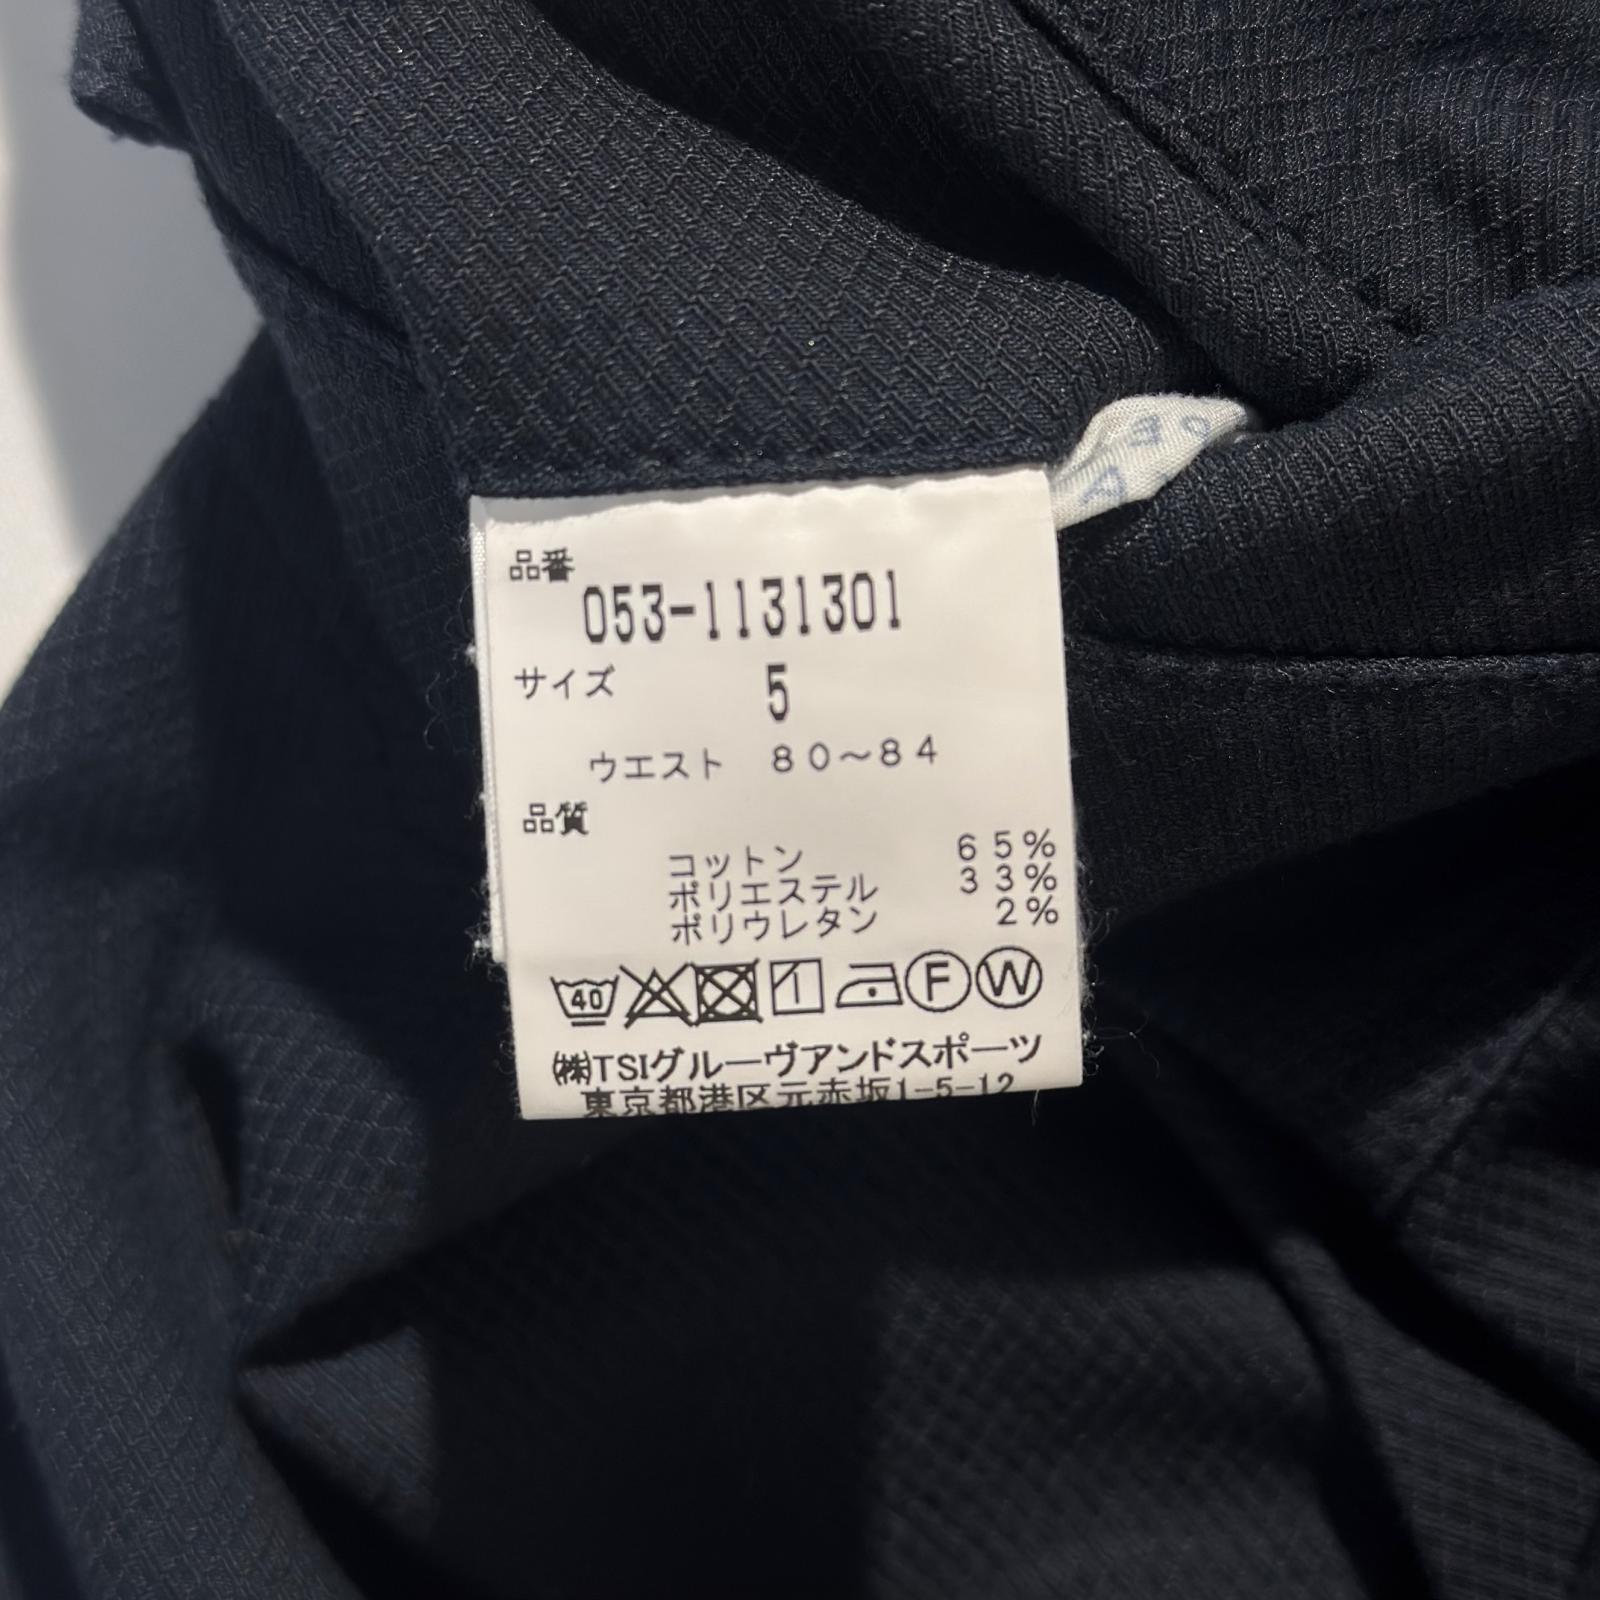 品番
053-1131301
サイズ 5
ウエスト 80〜84
品質
コットン 65%
ポリエステル 33%
ポリウレタン 2%
40 F W
㈱TSIグルーヴアンドスポーツ
東京都港区元赤坂1-5-12